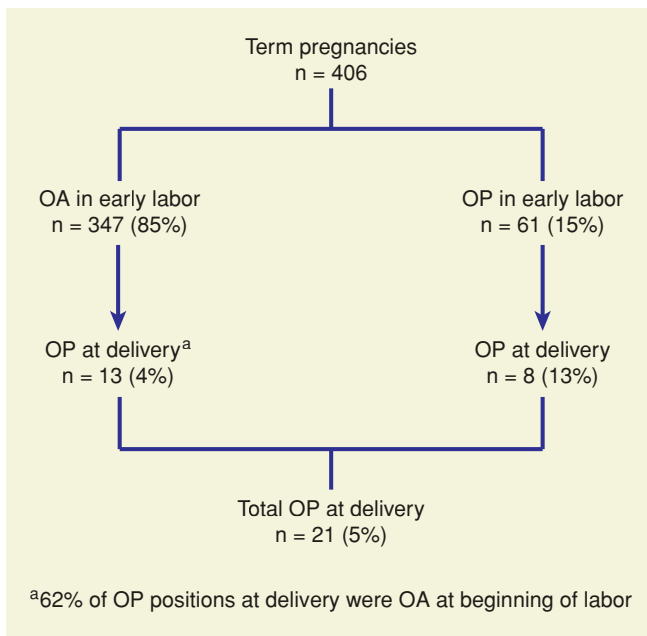 Term pregnancies
n = 406
OA in early labor
n = 347 (85%)
OP in early labor
n = 61 (15%)
OP at deliveryᵃ
n = 13 (4%)
OP at delivery
n = 8 (13%)
Total OP at delivery
n = 21 (5%)
ᵃ62% of OP positions at delivery were OA at beginning of labor